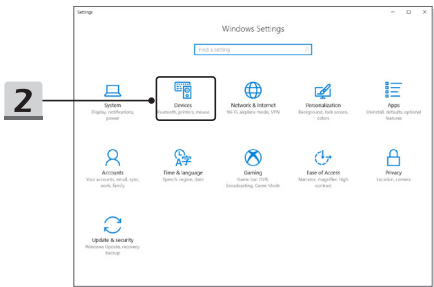 Settings
Windows Settings
Find a setting
2
System
Display, notifications,
power
Devices
Bluetooth, printers, mouse
Network & Internet
Wi-Fi, airplane mode, VPN
Personalization
Background, lock screen,
colors
Apps
Uninstall, defaults, optional
features
Accounts
Your accounts, email, sync,
work, family
Time & language
Speech, region, date
Gaming
Game bar, DVR,
broadcasting, Game Mode
Ease of Access
Narrator, magnifier, high
contrast
Privacy
Location, camera
Update & security
Windows Update, recovery
backup